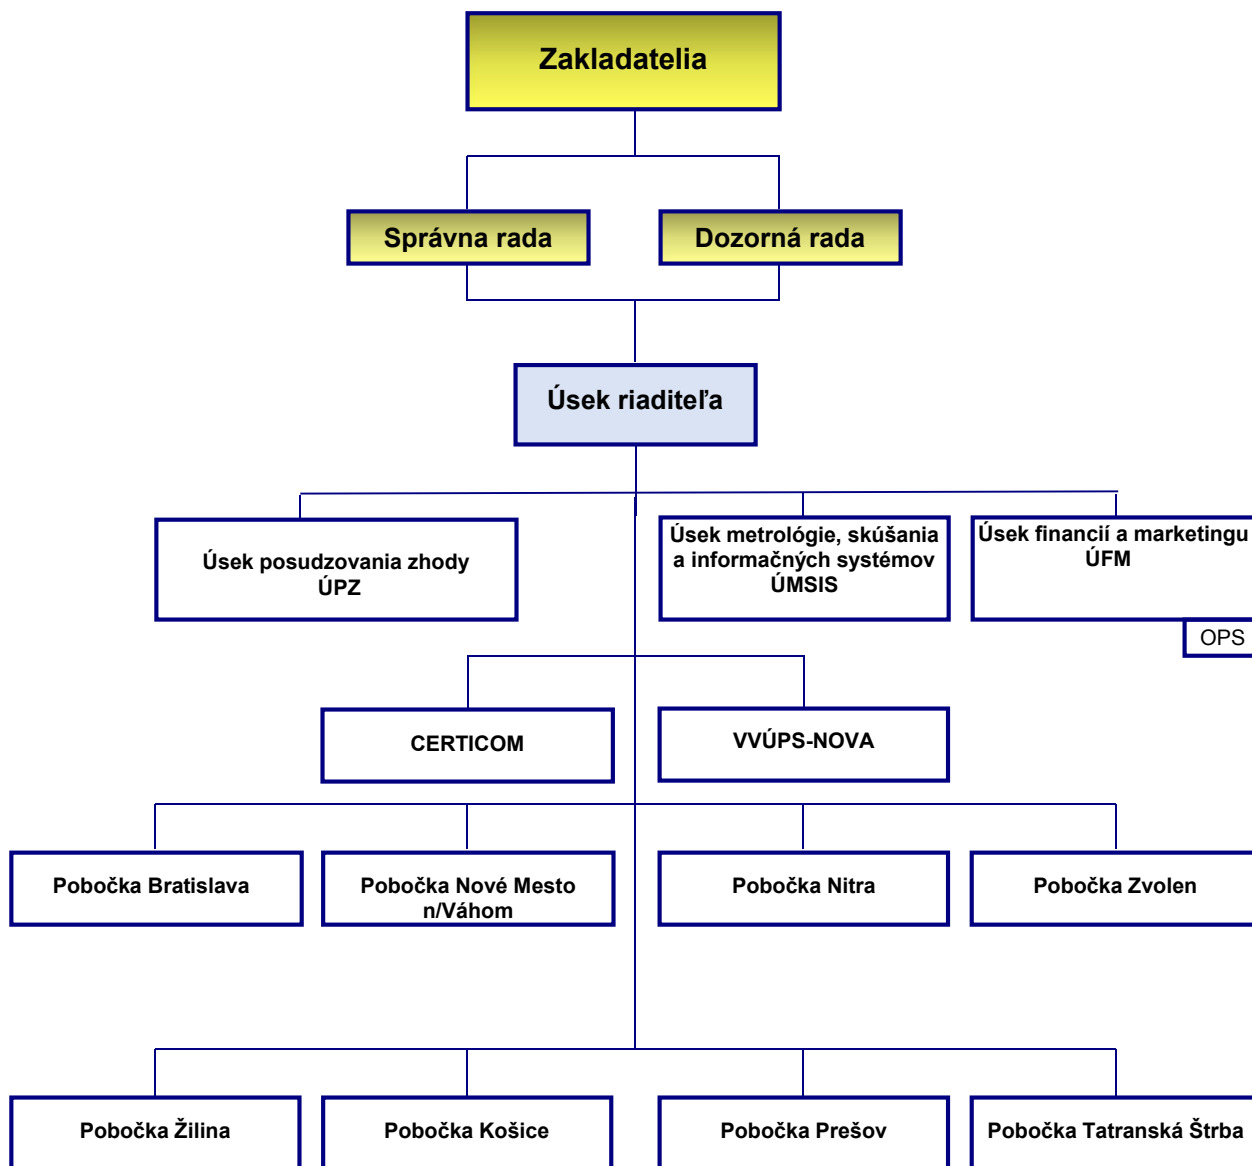 Zakladatelia
Správna rada
Dozorná rada
Úsek riaditeľa
Úsek posudzovania zhody
ÚPZ
Úsek metrológie, skúšania
a informačných systémov
ÚMSIS
Úsek financií a marketingu
ÚFM
OPS
CERTICOM
VVÚPS-NOVA
Pobočka Bratislava
Pobočka Nové Mesto
n/Váhom
Pobočka Nitra
Pobočka Zvolen
Pobočka Žilina
Pobočka Košice
Pobočka Prešov
Pobočka Tatranská Štrba